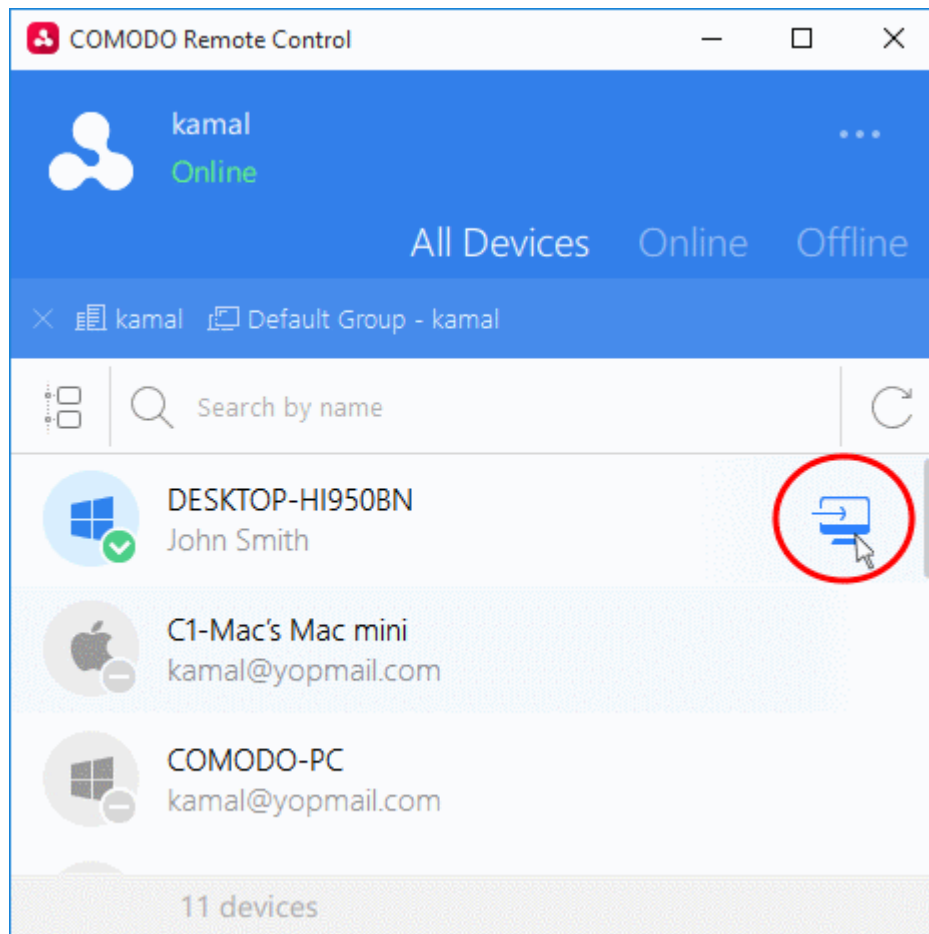 COMODO Remote Control
kamal
Online
All Devices Online Offline
kamal Default Group - kamal
Search by name
DESKTOP-HI950BN
John Smith
C1-Mac's Mac mini
kamal@yopmail.com
COMODO-PC
kamal@yopmail.com
11 devices